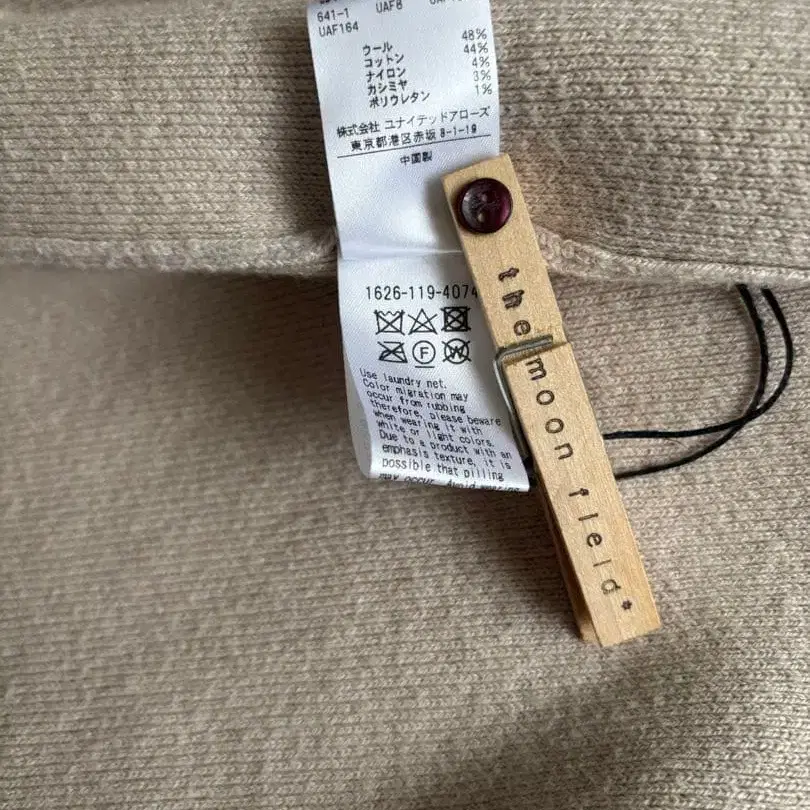 641-1 UAF8
UAF164
ウール 48%
コットン 44%
ナイロン 4%
カシミヤ 3%
ポリウレタン 1%
株式会社 ユナイテッドアローズ
東京都港区赤坂 8-1-19
中国製
1626-119-4074
F
W
Use laundry net.
Color migration may
occur from rubbing
therefore, please beware
when wearing it with
white or light colors.
Due to a product with an
emphasis texture, it is
possible that pilling
may occur. Avoid wearing
the moon field*